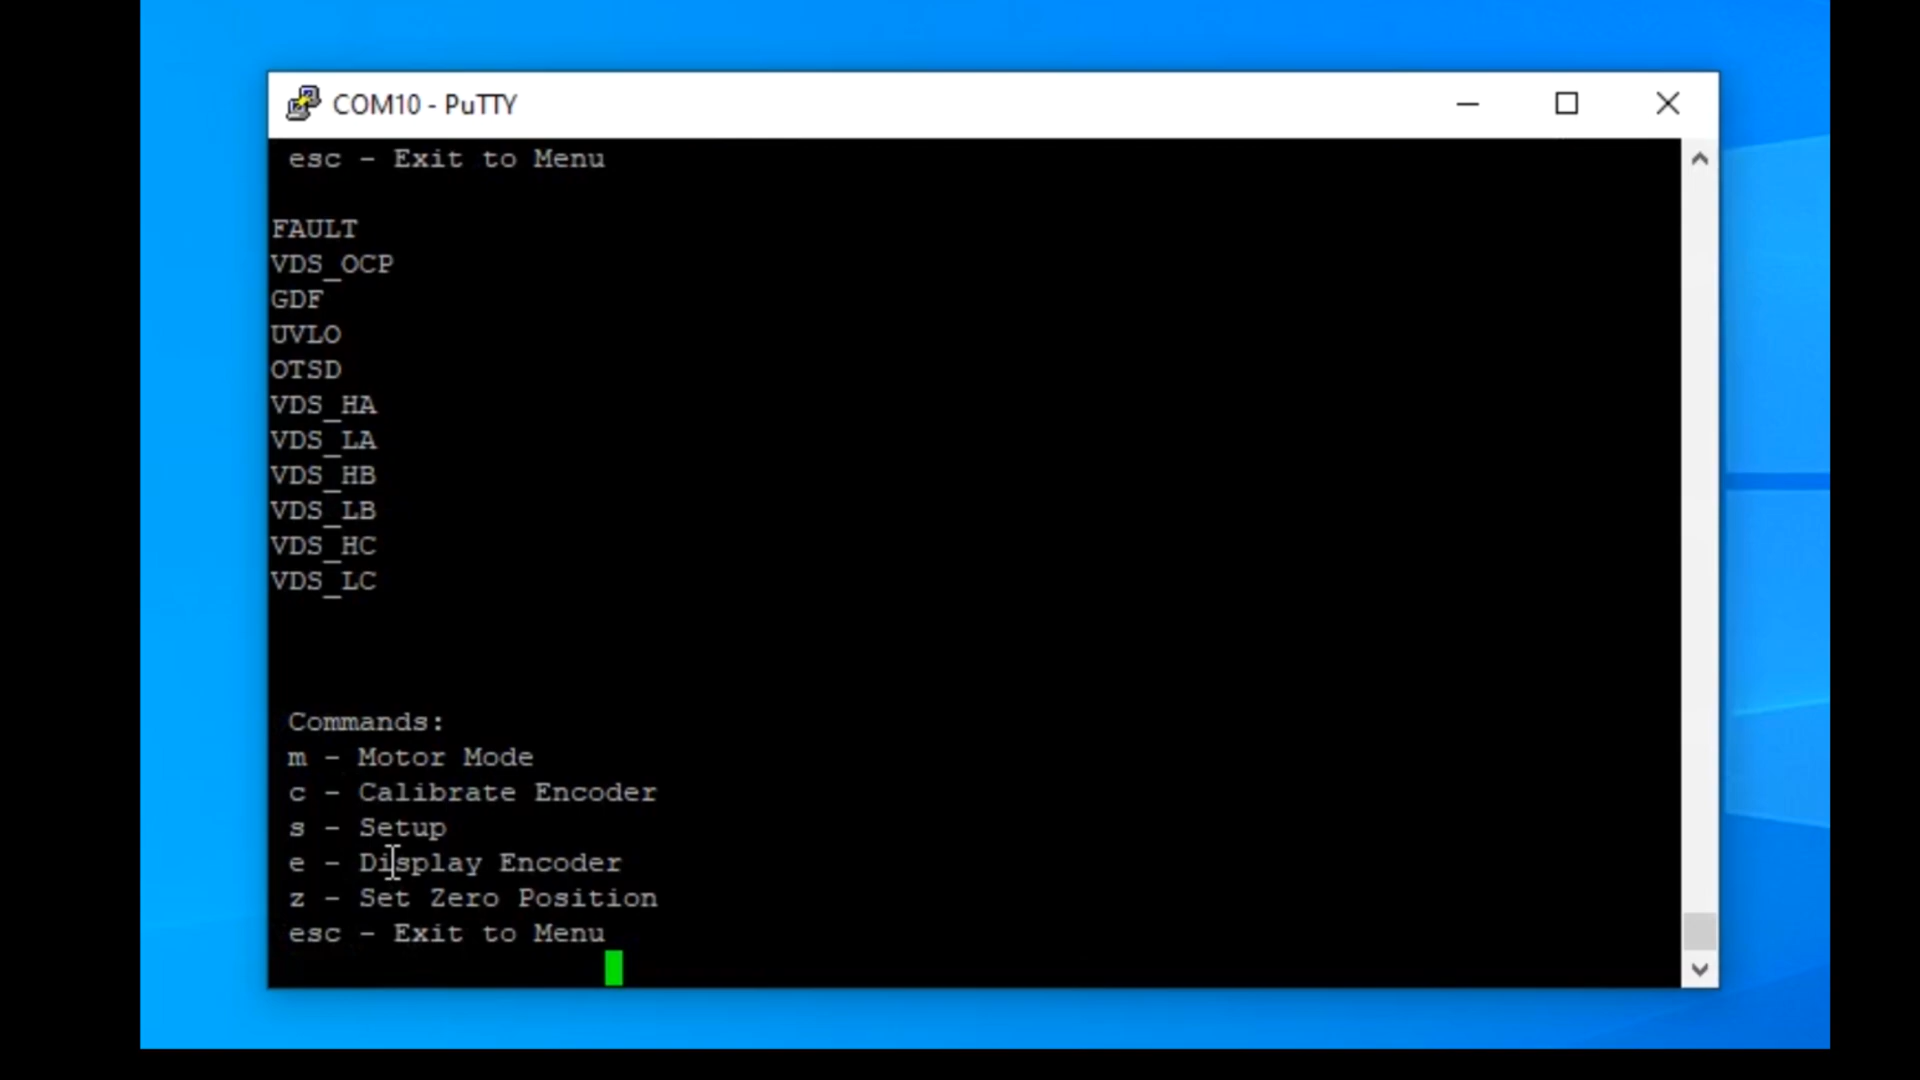 COM10 - PuTTY
esc - Exit to Menu
FAULT
VDS_OCP
GDF
UVLO
OTSD
VDS_HA
VDS_LA
VDS_HB
VDS_LB
VDS_HC
VDS_LC
Commands:
m - Motor Mode
c - Calibrate Encoder
s - Setup
e - Display Encoder
z - Set Zero Position
esc - Exit to Menu